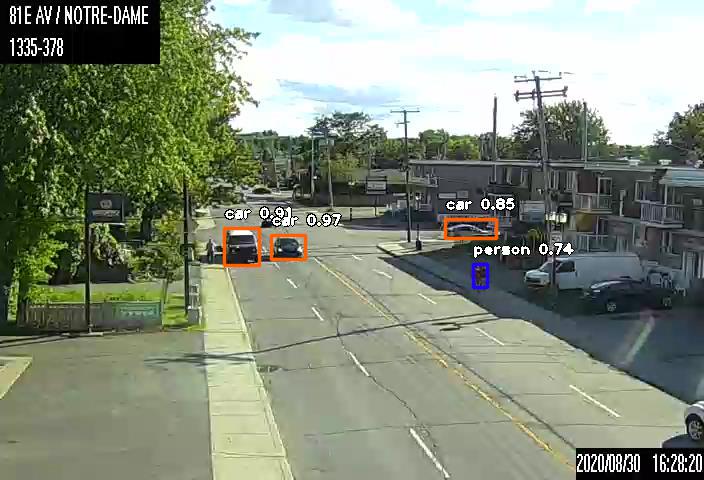 81E AV / NOTRE-DAME
1335-378
car 0.91
car 0.97
car 0.85
person 0.74
2020/08/30 16:28:20